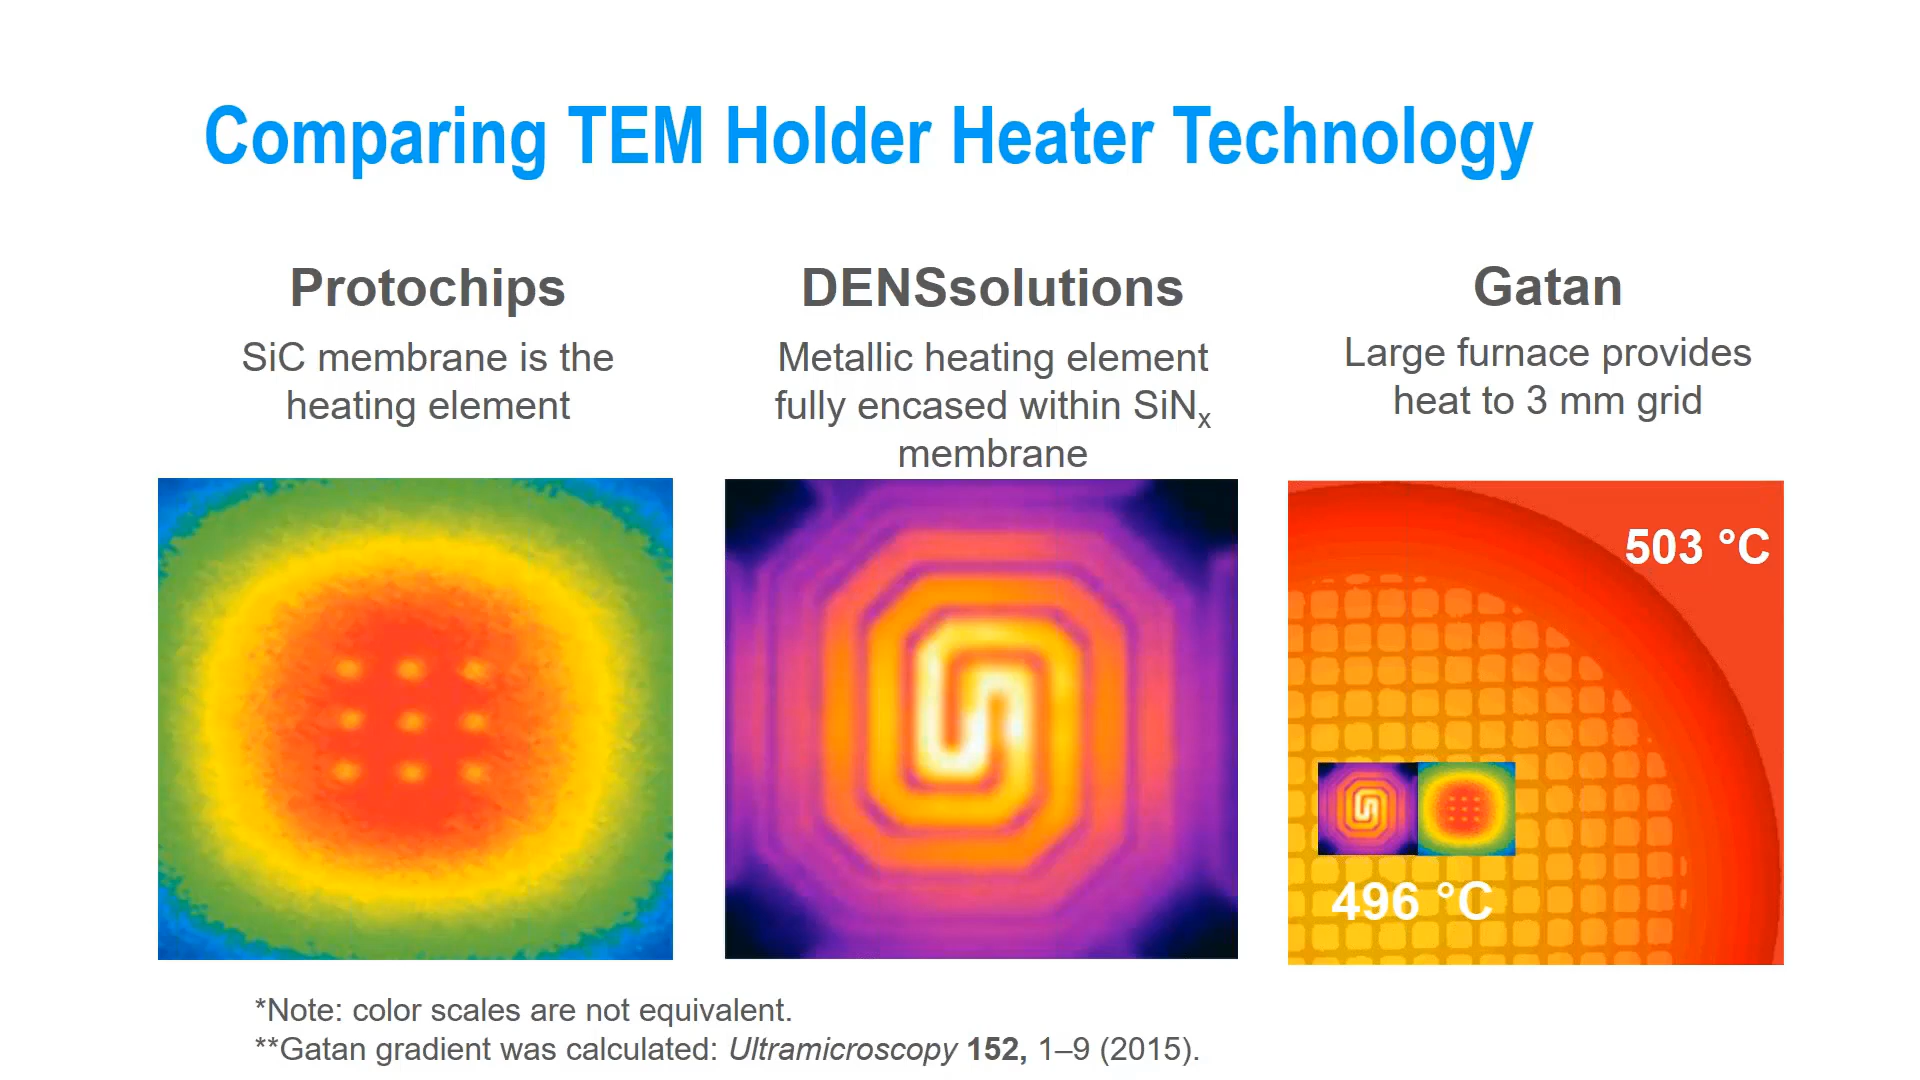 Comparing TEM Holder Heater Technology
Protochips
SiC membrane is the
heating element
DENSsolutions
Metallic heating element
fully encased within SiNx
membrane
Gatan
Large furnace provides
heat to 3 mm grid
503 °C
496 °C
*Note: color scales are not equivalent.
**Gatan gradient was calculated: Ultramicroscopy 152, 1–9 (2015).